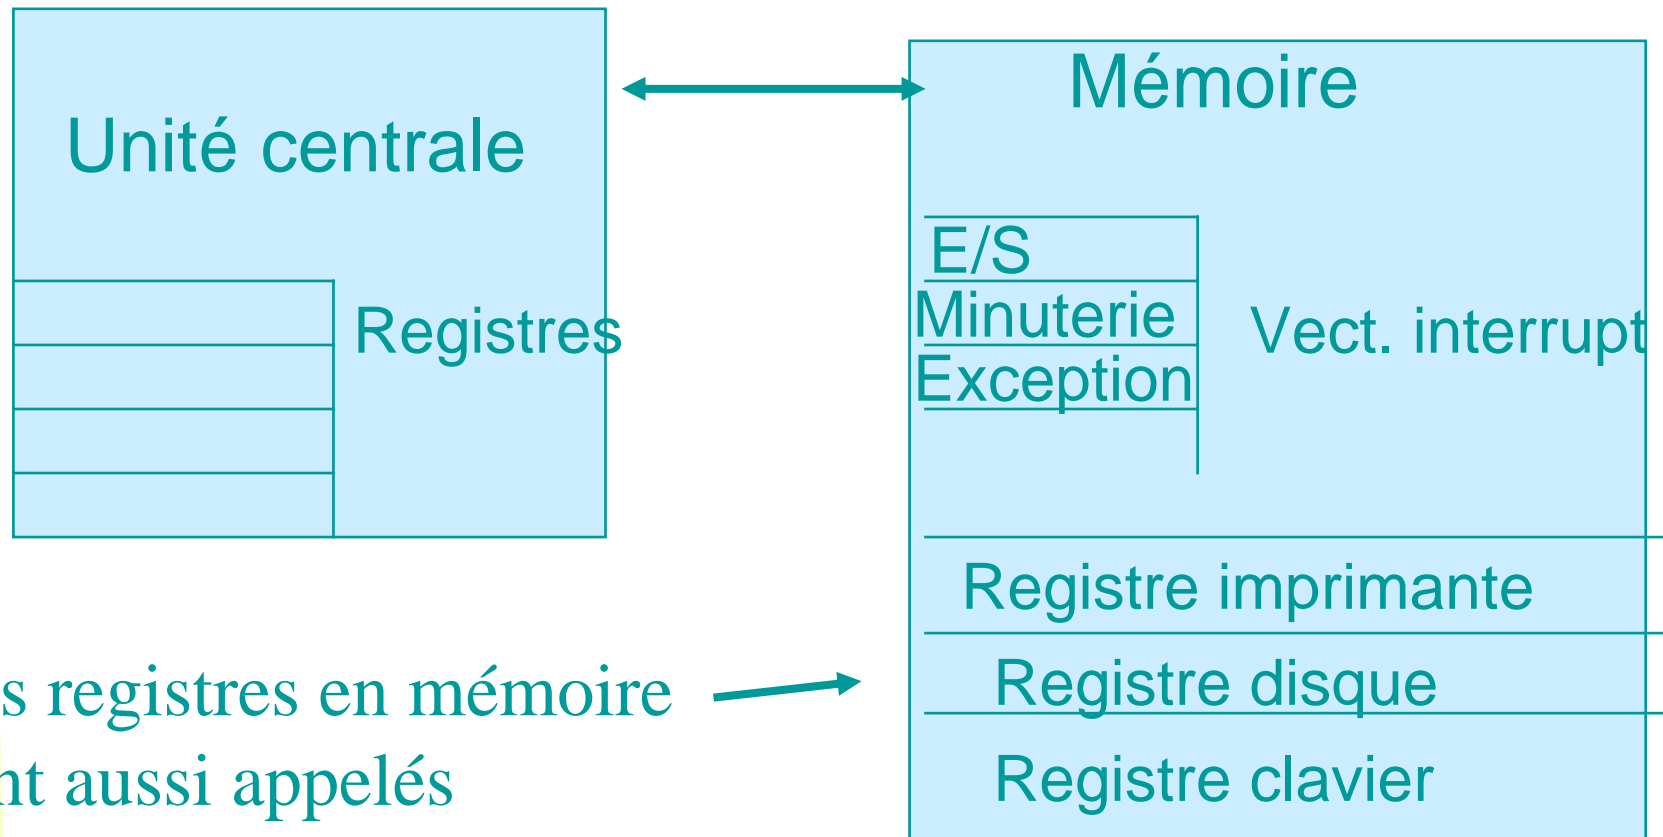 Unité centrale
Registres
Mémoire
E/S
Minuterie
Exception
Vect. interrupt
Registre imprimante
Registre disque
Registre clavier
s registres en mémoire
nt aussi appelés